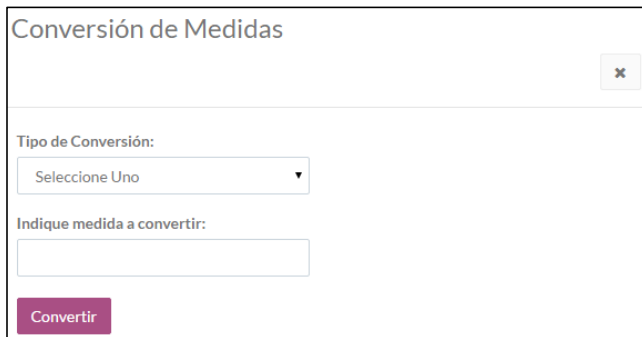 Conversión de Medidas
Tipo de Conversión:
Seleccione Uno
Indique medida a convertir:
Convertir